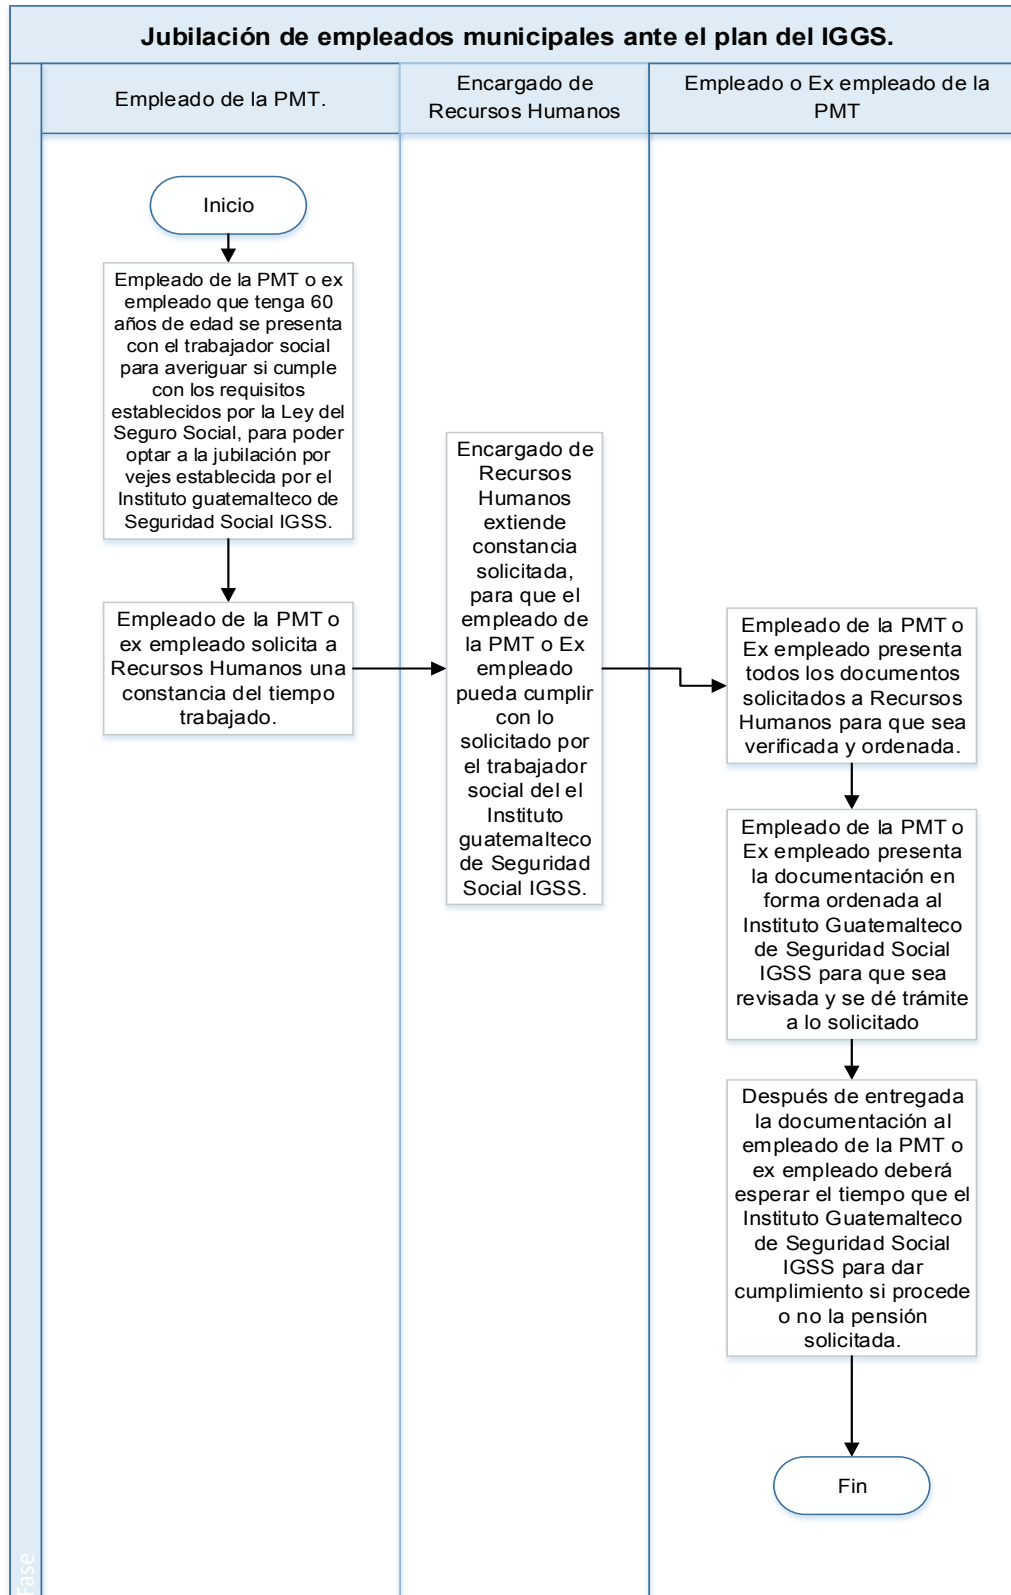 Jubilación de empleados municipales ante el plan del IGGS.
Empleado de la PMT.
Encargado de
Recursos Humanos
Empleado o Ex empleado de la
PMT
Inicio
Empleado de la PMT o ex
empleado que tenga 60
años de edad se presenta
con el trabajador social
para averiguar si cumple
con los requisitos
establecidos por la Ley del
Seguro Social, para poder
optar a la jubilación por
vejes establecida por el
Instituto guatemalteco de
Seguridad Social IGSS.
Empleado de la PMT o
ex empleado solicita a
Recursos Humanos una
constancia del tiempo
trabajado.
Encargado de
Recursos
Humanos
extiende
constancia
solicitada,
para que el
empleado de
la PMT o Ex
empleado
pueda cumplir
con lo
solicitado por
el trabajador
social del el
Instituto
guatemalteco
de Seguridad
Social IGSS.
Empleado de la PMT o
Ex empleado presenta
todos los documentos
solicitados a Recursos
Humanos para que sea
verificada y ordenada.
Empleado de la PMT o
Ex empleado presenta
la documentación en
forma ordenada al
Instituto Guatemalteco
de Seguridad Social
IGSS para que sea
revisada y se dé trámite
a lo solicitado
Después de entregada
la documentación al
empleado de la PMT o
ex empleado deberá
esperar el tiempo que el
Instituto Guatemalteco
de Seguridad Social
IGSS para dar
cumplimiento si procede
o no la pensión
solicitada.
Fin
Fase